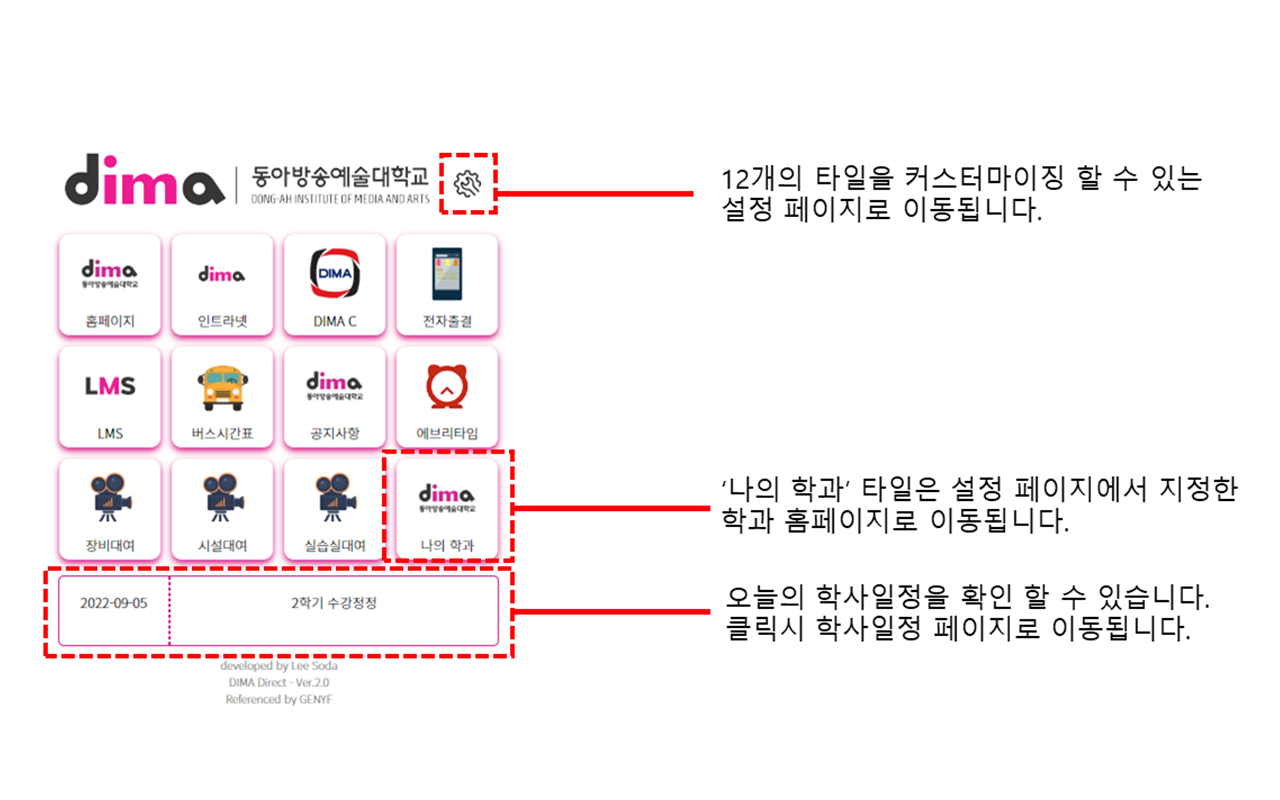 dima 동아방송예술대학교
DONG-AH INSTITUTE OF MEDIA AND ARTS
12개의 타일을 커스터마이징 할 수 있는
설정 페이지로 이동됩니다.
dima
동아방송예술대학교
홈페이지
dima
인트라넷
DIMA
DIMA C
전자출결
LMS
LMS
버스시간표
dima
동아방송예술대학교
공지사항
에브리타임
장비대여
시설대여
실습실대여
dima
동아방송예술대학교
나의 학과
‘나의 학과’ 타일은 설정 페이지에서 지정한
학과 홈페이지로 이동됩니다.
2022-09-05
2학기 수강정정
오늘의 학사일정을 확인 할 수 있습니다.
클릭시 학사일정 페이지로 이동됩니다.
developed by Lee Soda
DIMA Direct - Ver.2.0
Referenced by GENYF